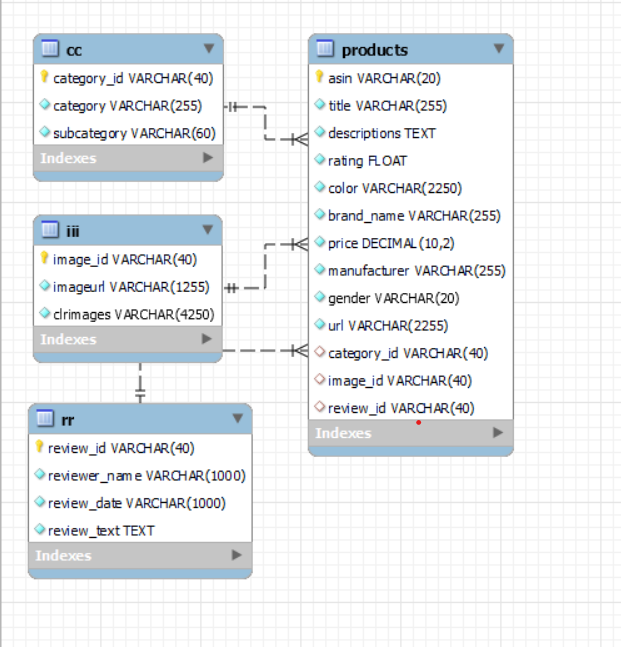 cc
category_id VARCHAR(40)
category VARCHAR(255)
subcategory VARCHAR(60)
Indexes
iii
image_id VARCHAR(40)
imageurl VARCHAR(1255)
clrimages VARCHAR(4250)
Indexes
rr
review_id VARCHAR(40)
reviewer_name VARCHAR(1000)
review_date VARCHAR(1000)
review_text TEXT
Indexes
products
asin VARCHAR(20)
title VARCHAR(255)
descriptions TEXT
rating FLOAT
color VARCHAR(2250)
brand_name VARCHAR(255)
price DECIMAL(10,2)
manufacturer VARCHAR(255)
gender VARCHAR(20)
url VARCHAR(2255)
category_id VARCHAR(40)
image_id VARCHAR(40)
review_id VARCHAR(40)
Indexes